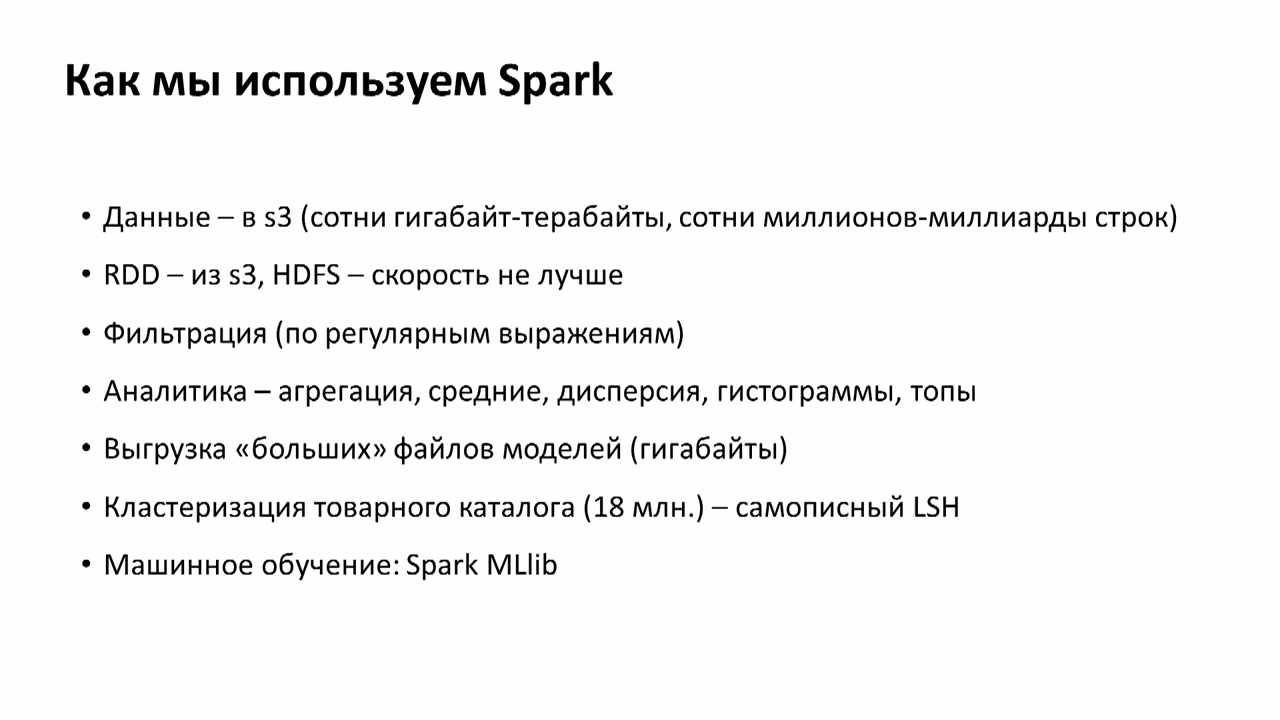 Как мы используем Spark
• Данные – в s3 (сотни гигабайт-терабайты, сотни миллионов-миллиарды строк)
• RDD – из s3, HDFS – скорость не лучше
• Фильтрация (по регулярным выражениям)
• Аналитика – агрегация, средние, дисперсия, гистограммы, топы
• Выгрузка «больших» файлов моделей (гигабайты)
• Кластеризация товарного каталога (18 млн.) – самописный LSH
• Машинное обучение: Spark MLlib